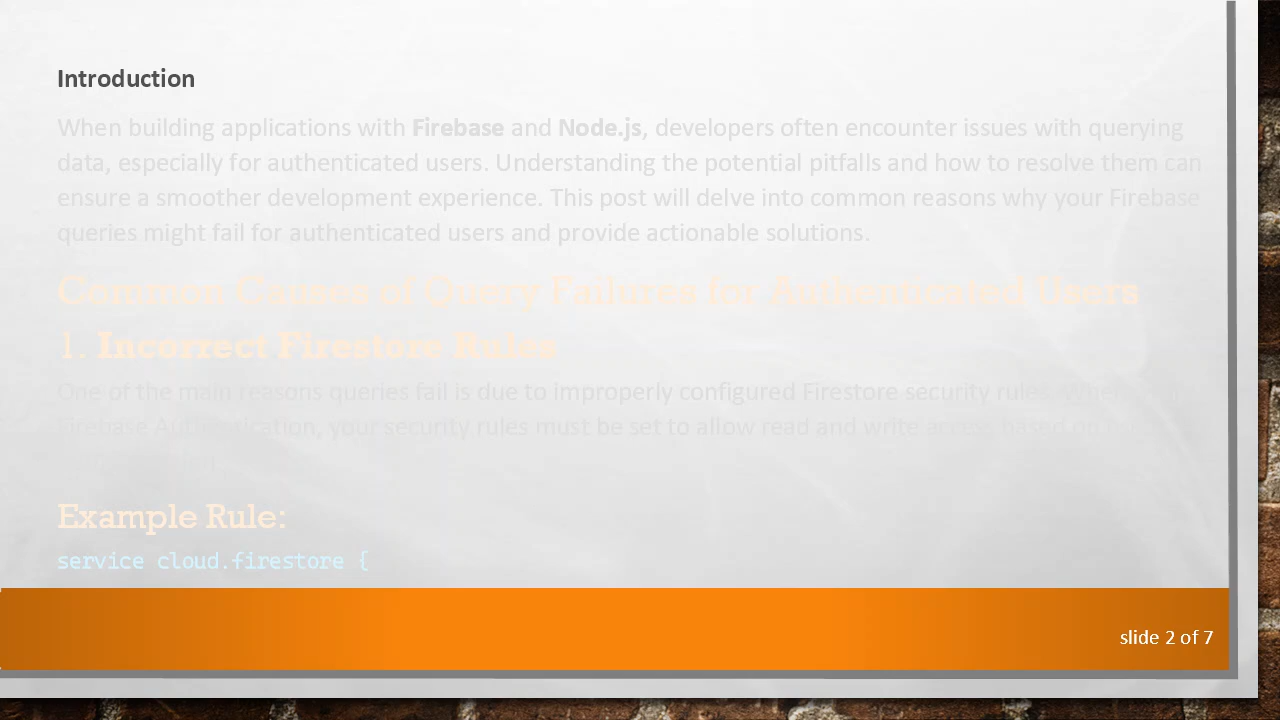 Introduction
When building applications with Firebase and Node.js, developers often encounter issues with querying
data, especially for authenticated users. Understanding the potential pitfalls and how to resolve them can
ensure a smoother development experience. This post will delve into common reasons why your Firebase
queries might fail for authenticated users and provide actionable solutions.
Common Causes of Query Failures for Authenticated Users
1. Incorrect Firestore Rules
One of the main reasons queries fail is due to improperly configured Firestore security rules. When
Firebase Authentication, your security rules must be set to allow read and write access based on
Example Rule:
service cloud.firestore {
slide 2 of 7